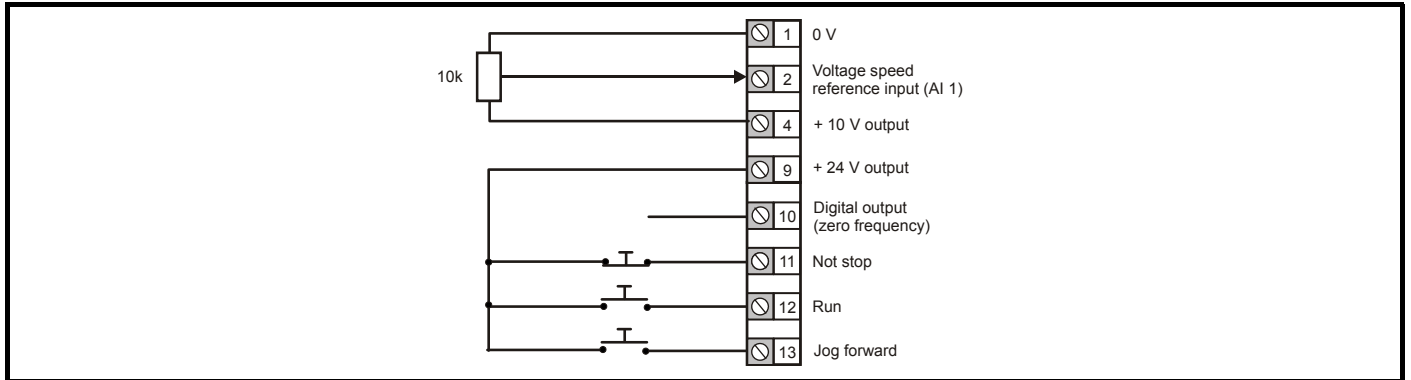 1 0 V
10k
2 Voltage speed
reference input (AI 1)
4 + 10 V output
9 + 24 V output
10 Digital output
(zero frequency)
11 Not stop
12 Run
13 Jog forward